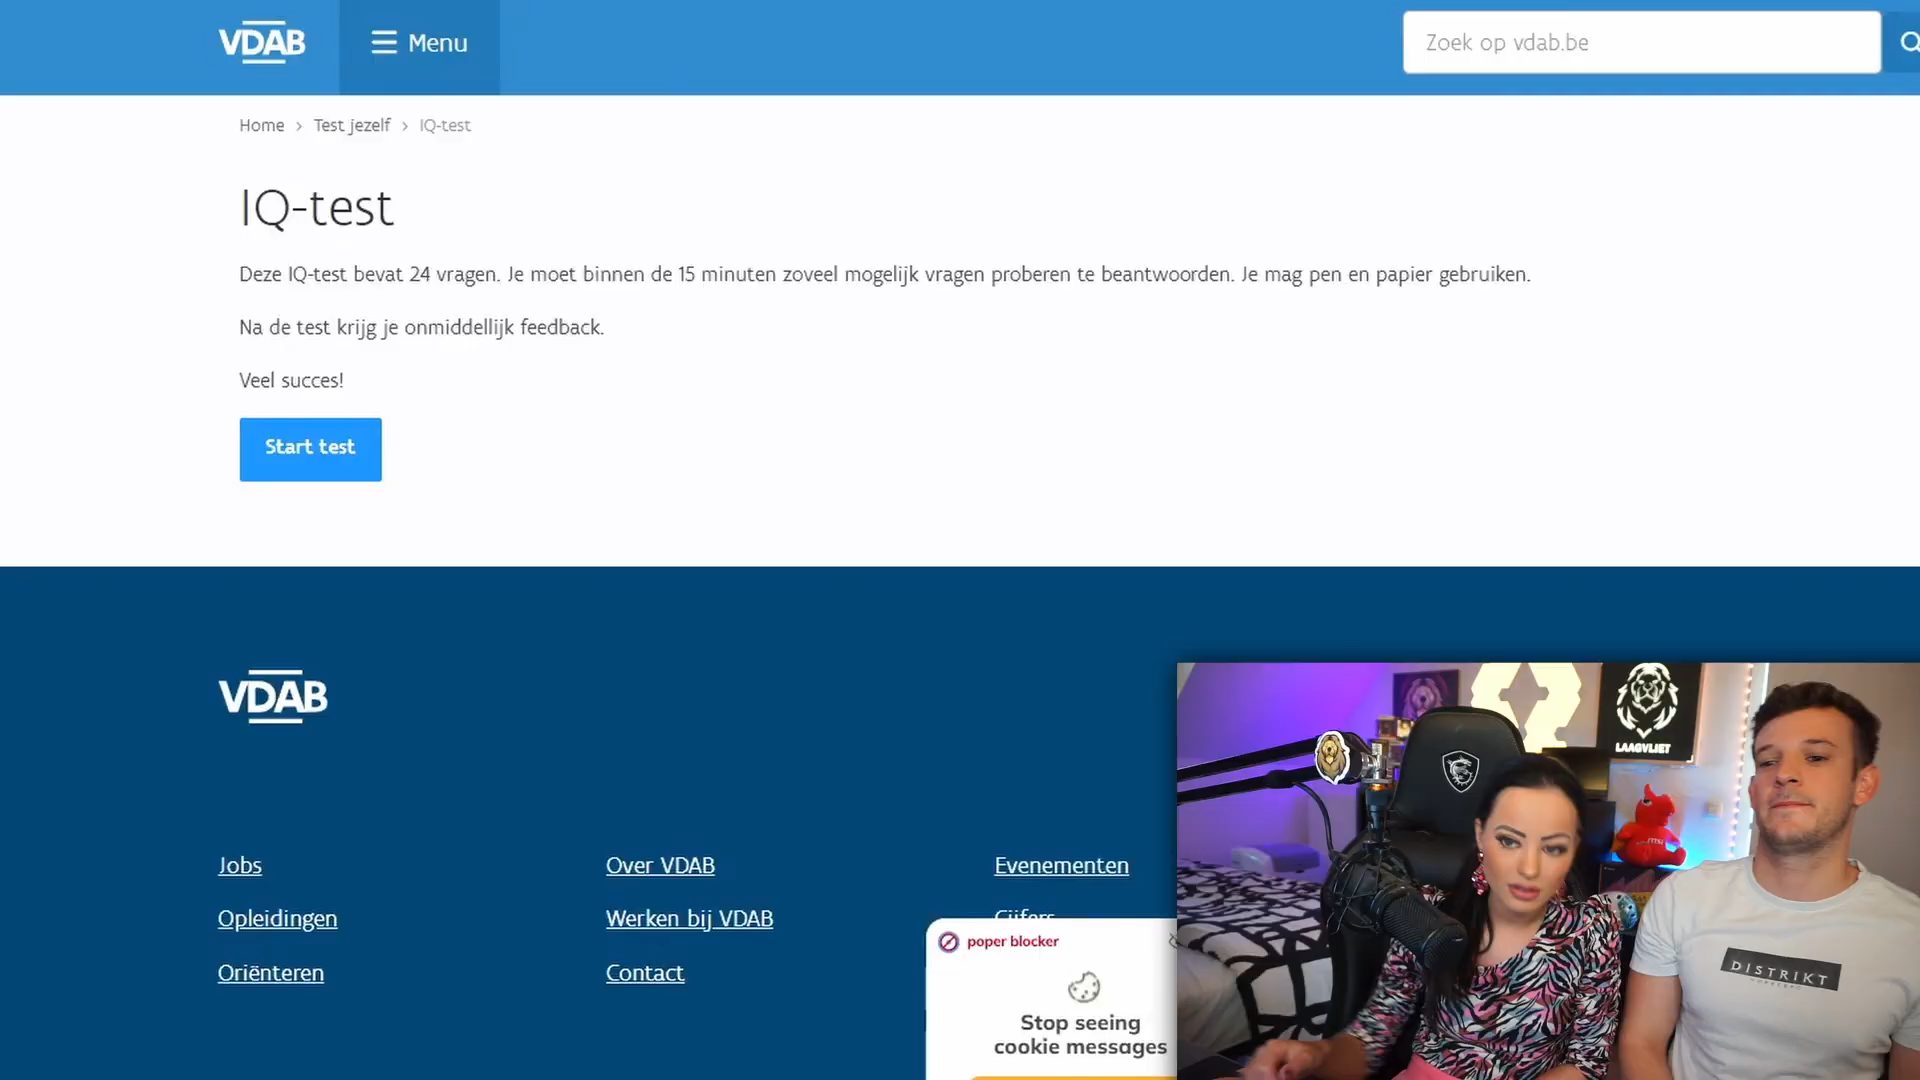 VDAB
Menu
Zoek op vdab.be
Home › Test jezelf › IQ-test
IQ-test
Deze IQ-test bevat 24 vragen. Je moet binnen de 15 minuten zoveel mogelijk vragen proberen te beantwoorden. Je mag pen en papier gebruiken.
Na de test krijg je onmiddellijk feedback.
Veel succes!
Start test
VDAB
LAAGVLIET
Jobs
Over VDAB
Evenementen
Opleidingen
Werken bij VDAB
Cijfers
Oriënteren
Contact
poper blocker
Stop seeing
cookie messages
DISTRIKT